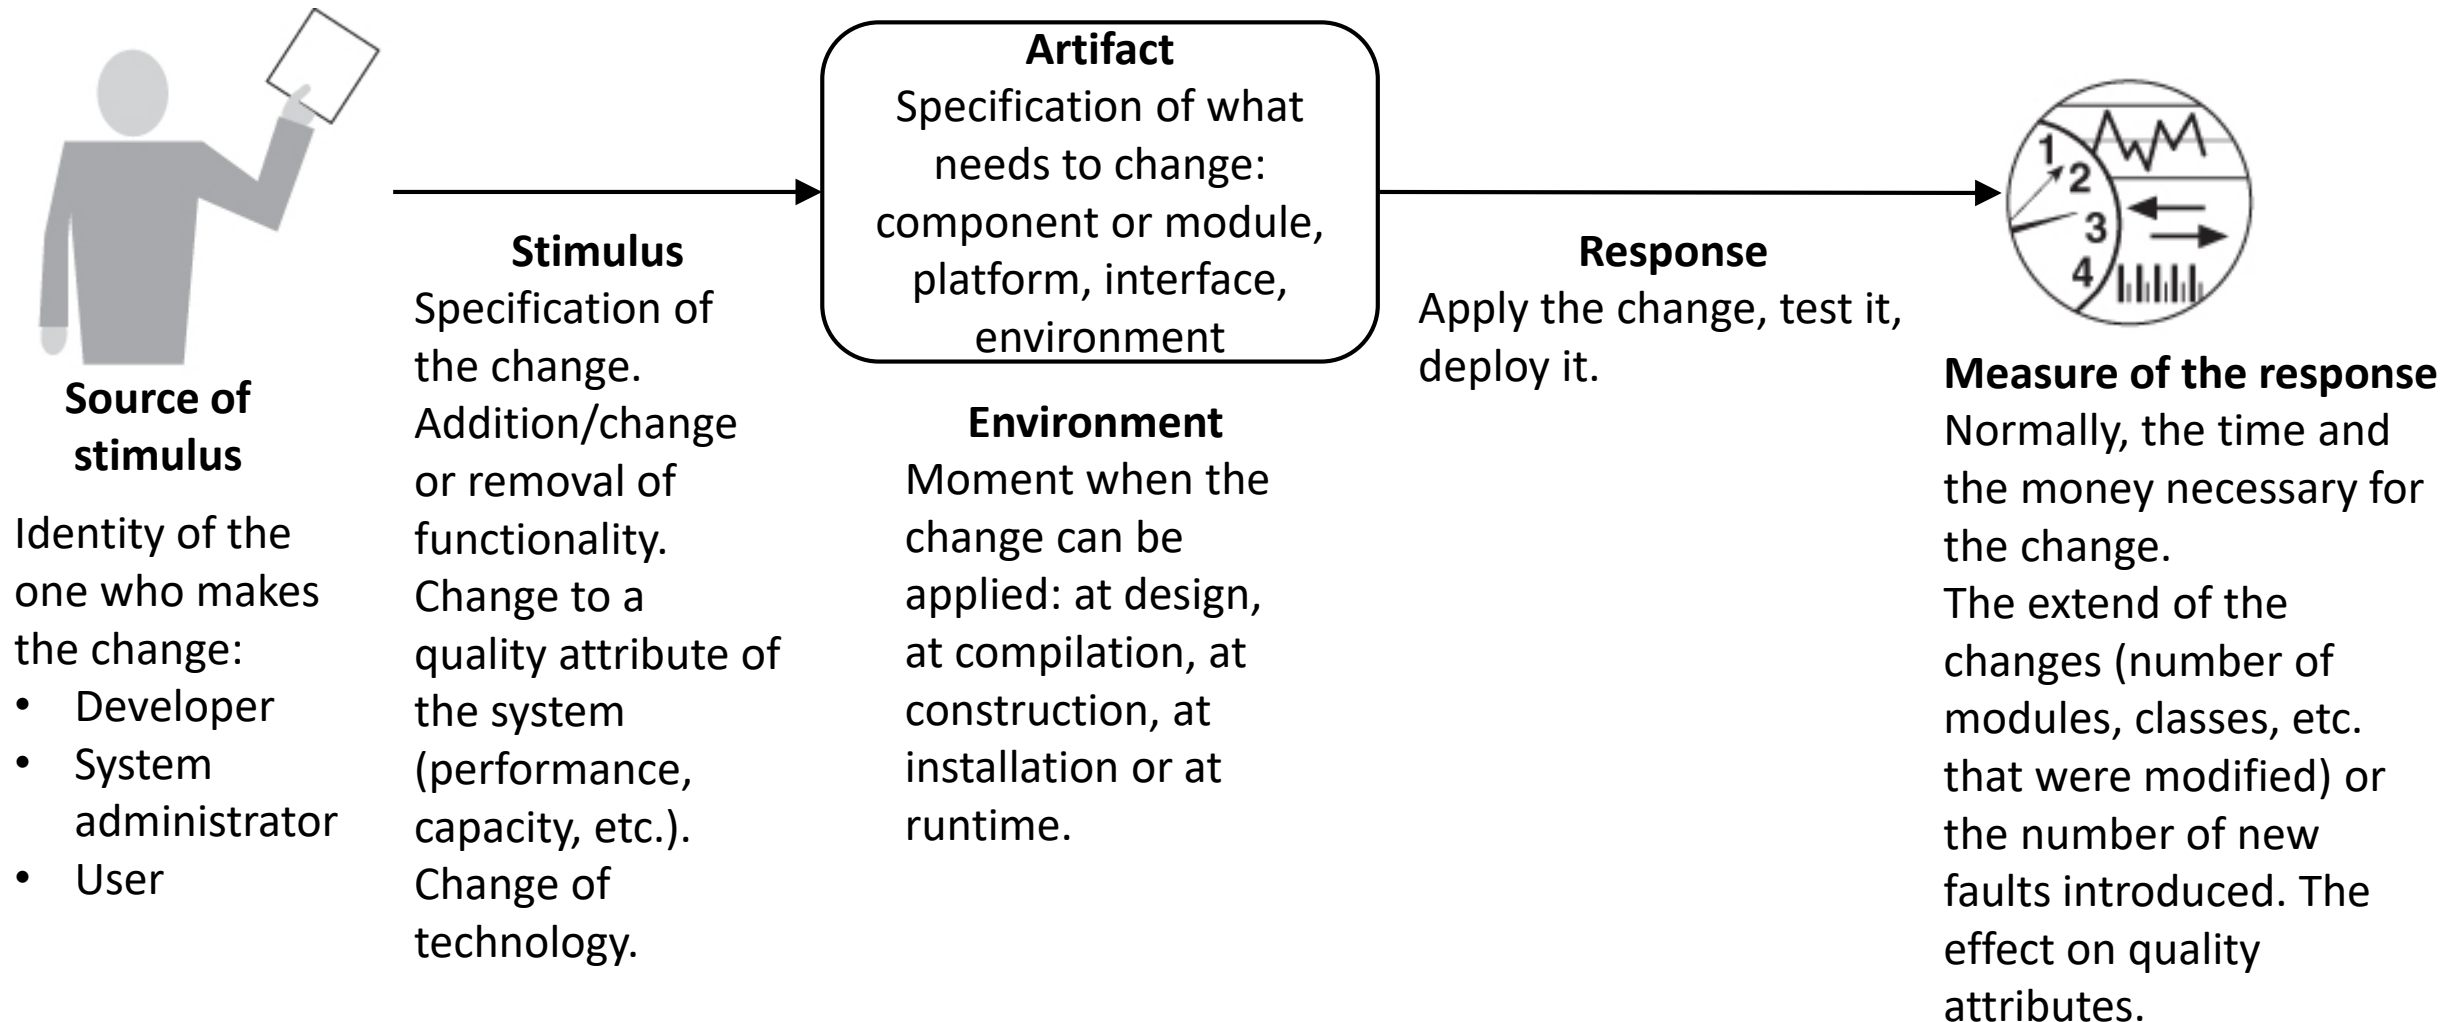 Source of
stimulus
Identity of the
one who makes
the change:
• Developer
• System
administrator
• User
Stimulus
Specification of
the change.
Addition/change
or removal of
functionality.
Change to a
quality attribute of
the system
(performance,
capacity, etc.).
Change of
technology.
Artifact
Specification of what
needs to change:
component or module,
platform, interface,
environment
Environment
Moment when the
change can be
applied: at design,
at compilation, at
construction, at
installation or at
runtime.
Response
Apply the change, test it,
deploy it.
1
2
3
4
Measure of the response
Normally, the time and
the money necessary for
the change.
The extend of the
changes (number of
modules, classes, etc.
that were modified) or
the number of new
faults introduced. The
effect on quality
attributes.